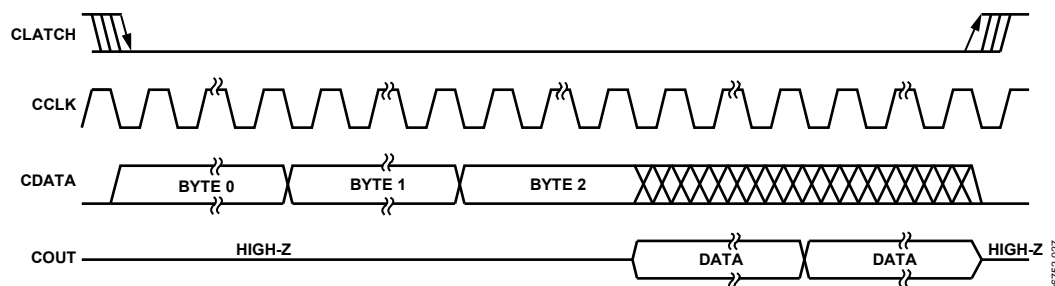 CLATCH
CCLK
CDATA
BYTE 0
BYTE 1
BYTE 2
COUT
HIGH-Z
DATA
DATA
HIGH-Z